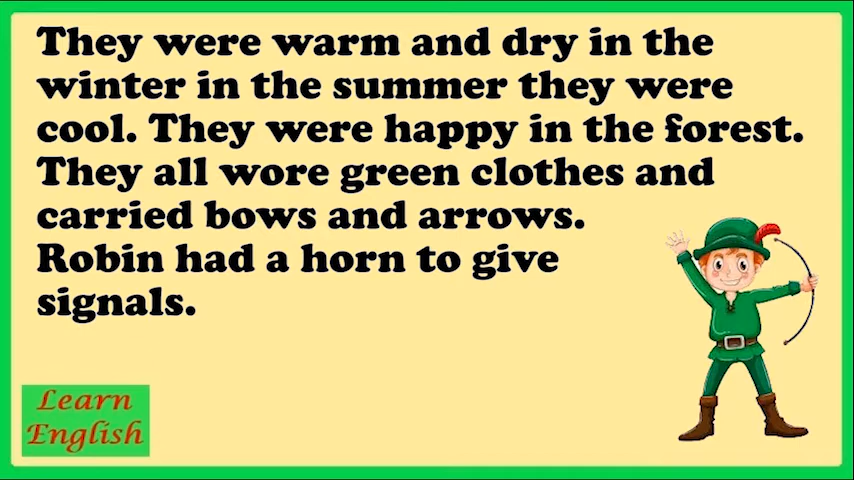 They were warm and dry in the
winter in the summer they were
cool. They were happy in the forest.
They all wore green clothes and
carried bows and arrows.
Robin had a horn to give
signals.
Learn
English